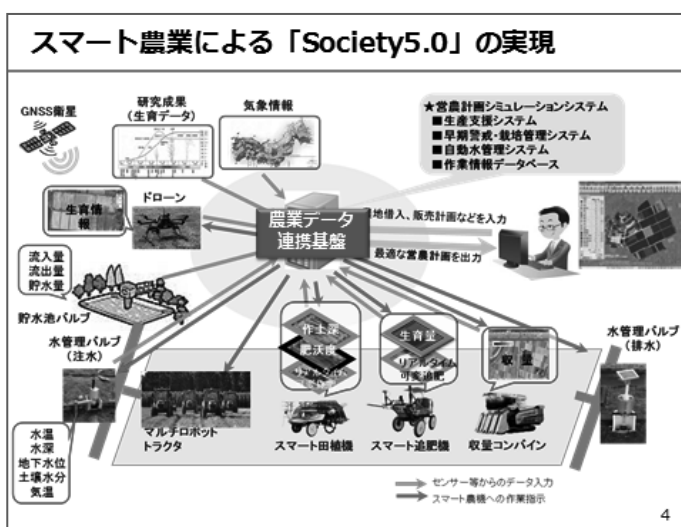 スマート農業による「Society5.0」の実現
GNSS衛星
研究成果
(生育データ)
気象情報
★営農計画シミュレーションシステム
■生産支援システム
■早期警戒・栽培管理システム
■自動水管理システム
■作業情報データベース
ドローン
生育情
報
農業データ
連携基盤
地借入、販売計画などを入力
最適な営農計画を出力
流入量
流出量
貯水量
貯水池バルブ
水管理バルブ
(注水)
作土深
肥沃度
リアルタイム
生育量
リアルタイム
可変追肥
収量
水管理バルブ
(排水)
マルチロボット
トラクタ
スマート田植機
スマート追肥機
収量コンバイン
水温
水深
地下水位
土壌水分
気温
センサー等からのデータ入力
スマート農機への作業指示
4